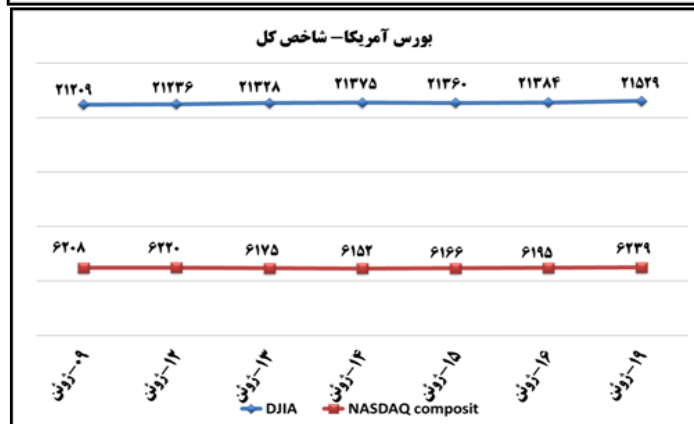 بورس آمریکا- شاخص کل
۲۱۲۰۹ ۲۱۲۳۶ ۲۱۳۲۸ ۲۱۳۷۵ ۲۱۳۶۰ ۲۱۳۸۴ ۲۱۵۲۹
۶۲۰۸ ۶۲۲۰ ۶۱۷۵ ۶۱۵۲ ۶۱۶۶ ۶۱۹۵ ۶۲۳۹
۰۹-ژوئن ۱۲-ژوئن ۱۳-ژوئن ۱۴-ژوئن ۱۵-ژوئن ۱۶-ژوئن ۱۹-ژوئن
DJIA NASDAQ composit